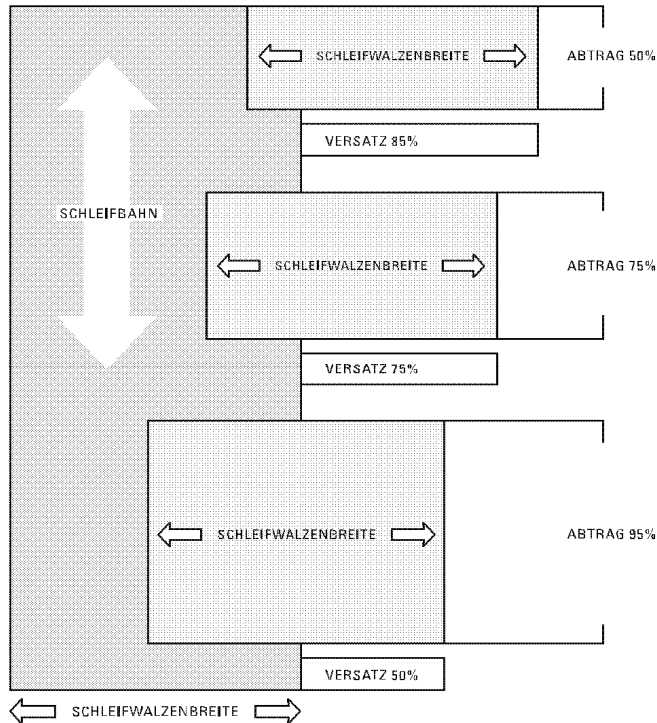 SCHLEIFWALZENBREITE
ABTRAG 50%
VERSATZ 85%
SCHLEIFBAHN
SCHLEIFWALZENBREITE
ABTRAG 75%
VERSATZ 75%
SCHLEIFWALZENBREITE
ABTRAG 95%
VERSATZ 50%
SCHLEIFWALZENBREITE